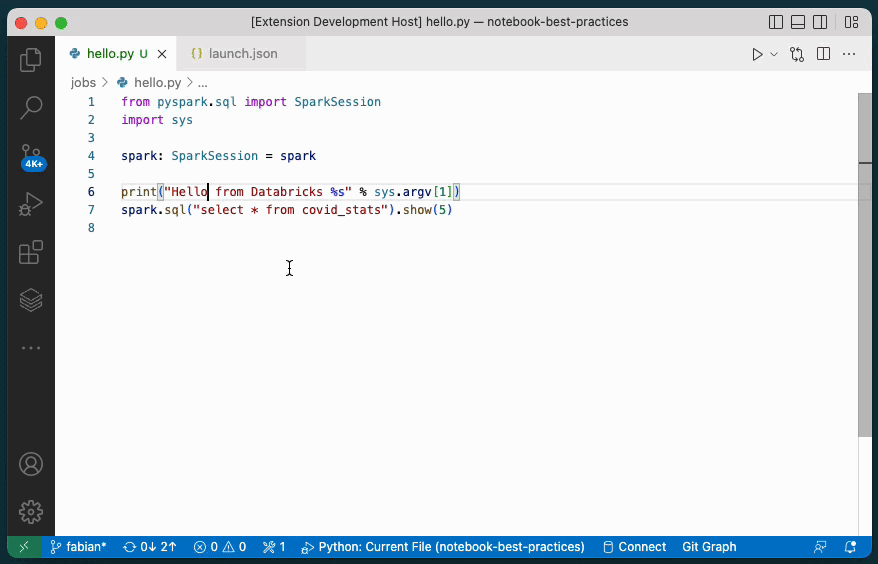 [Extension Development Host] hello.py — notebook-best-practices
hello.py U
{} launch.json
jobs > hello.py > ...
1 from pyspark.sql import SparkSession
2 import sys
3
4 spark: SparkSession = spark
5
6 print("Hello from Databricks %s" % sys.argv[1])
7 spark.sql("select * from covid_stats").show(5)
8
4K+
fabian* 0↓ 2↑ 0 0 1 Python: Current File (notebook-best-practices) Connect Git Graph